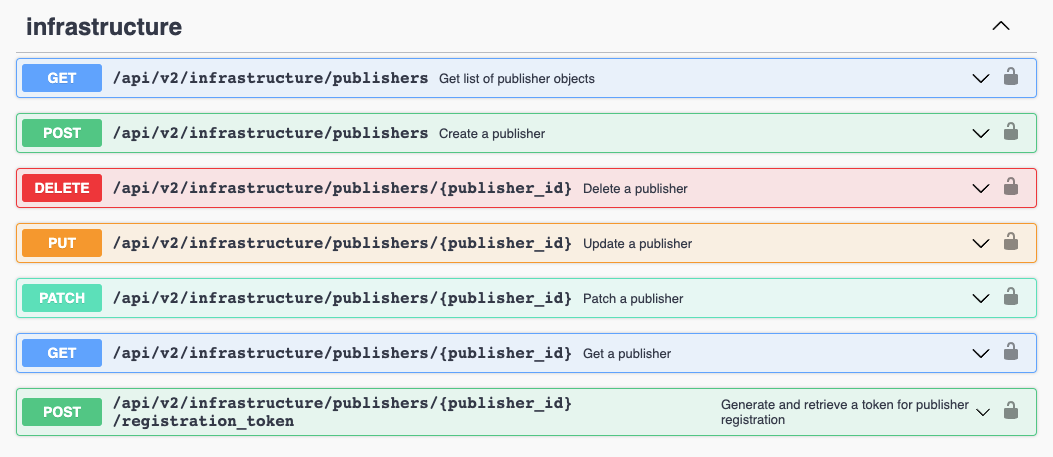 infrastructure
GET /api/v2/infrastructure/publishers Get list of publisher objects
POST /api/v2/infrastructure/publishers Create a publisher
DELETE /api/v2/infrastructure/publishers/{publisher_id} Delete a publisher
PUT /api/v2/infrastructure/publishers/{publisher_id} Update a publisher
PATCH /api/v2/infrastructure/publishers/{publisher_id} Patch a publisher
GET /api/v2/infrastructure/publishers/{publisher_id} Get a publisher
POST /api/v2/infrastructure/publishers/{publisher_id} Generate and retrieve a token for publisher
/registration_token registration